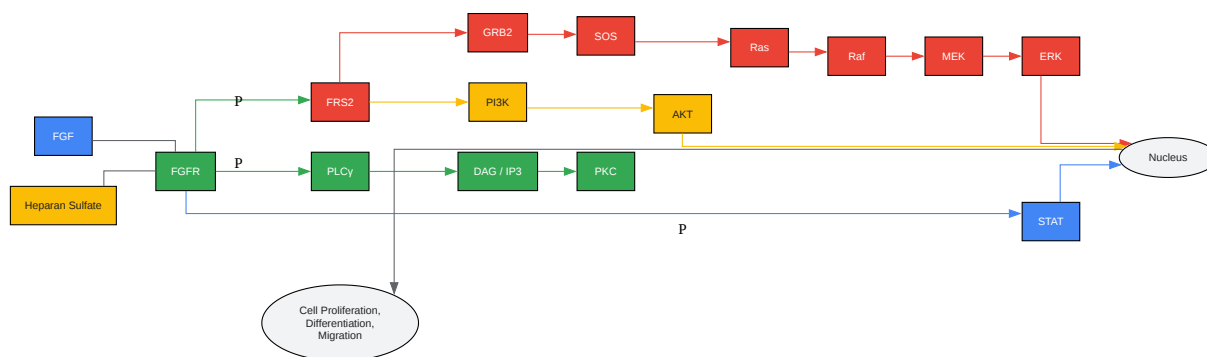 GRB2
SOS
Ras
Raf
MEK
ERK
P
FRS2
PI3K
AKT
FGF
Nucleus
P
FGFR
PLCγ
DAG / IP3
PKC
Heparan Sulfate
STAT
P
Cell Proliferation,
Differentiation,
Migration